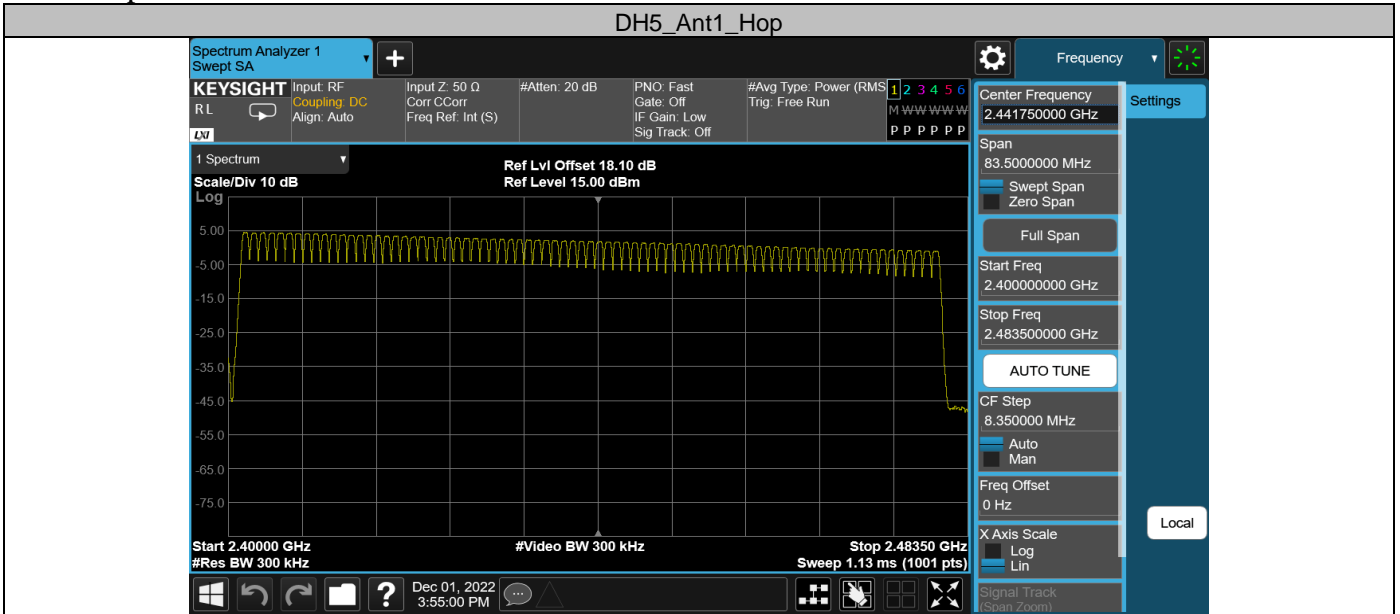 DH5_Ant1_Hop
Spectrum Analyzer 1
Swept SA
Frequency
KEYSIGHT
RL
LXI
Input: RF
Coupling: DC
Align: Auto
Input Z: 50 Ω
Corr CCorr
Freq Ref: Int (S)
#Atten: 20 dB
PNO: Fast
Gate: Off
IF Gain: Low
Sig Track: Off
#Avg Type: Power (RMS
Trig: Free Run
1 2 3 4 5 6
M W W W W W
P P P P P P
Center Frequency
2.441750000 GHz
Settings
Span
83.5000000 MHz
Swept Span
Zero Span
Full Span
Start Freq
2.400000000 GHz
Stop Freq
2.483500000 GHz
AUTO TUNE
CF Step
8.350000 MHz
Auto
Man
Freq Offset
0 Hz
X Axis Scale
Log
Lin
Signal Track
(Span Zoom)
Local
1 Spectrum
Scale/Div 10 dB
Log
Ref Lvl Offset 18.10 dB
Ref Level 15.00 dBm
5.00
-5.00
-15.0
-25.0
-35.0
-45.0
-55.0
-65.0
-75.0
Start 2.40000 GHz
#Res BW 300 kHz
#Video BW 300 kHz
Stop 2.48350 GHz
Sweep 1.13 ms (1001 pts)
?
Dec 01, 2022
3:55:00 PM